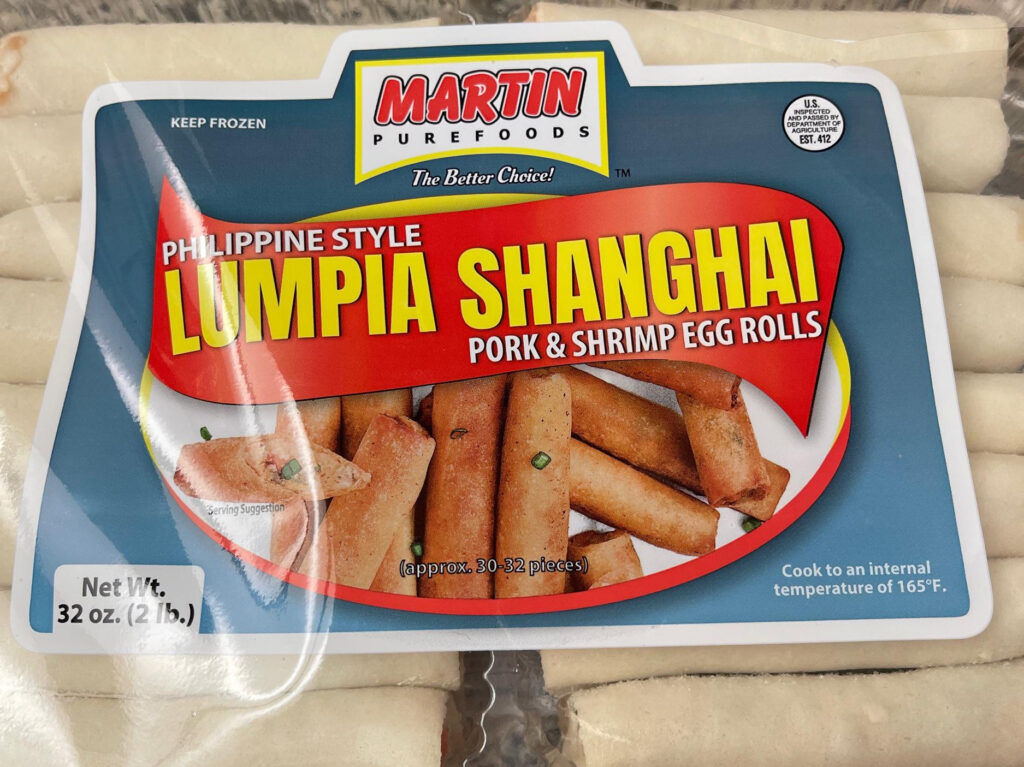 MARTIN
PUREFOODS
The Better Choice!
TM
KEEP FROZEN
U.S.
INSPECTED
AND PASSED BY
DEPARTMENT OF
AGRICULTURE
EST. 412
PHILIPPINE STYLE
LUMPIA SHANGHAI
PORK & SHRIMP EGG ROLLS
Serving Suggestion
(approx. 30-32 pieces)
Net Wt.
32 oz. (2 lb.)
Cook to an internal
temperature of 165°F.